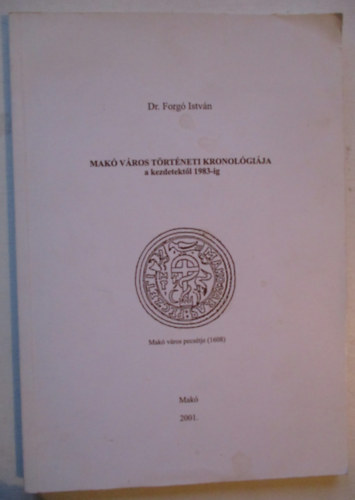 Dr. Forgó István
MAKÓ VÁROS TÖRTÉNETI KRONOLÓGIÁJA
a kezdetektől 1983-ig
Makó város pecsétje (1608)
Makó
2001.